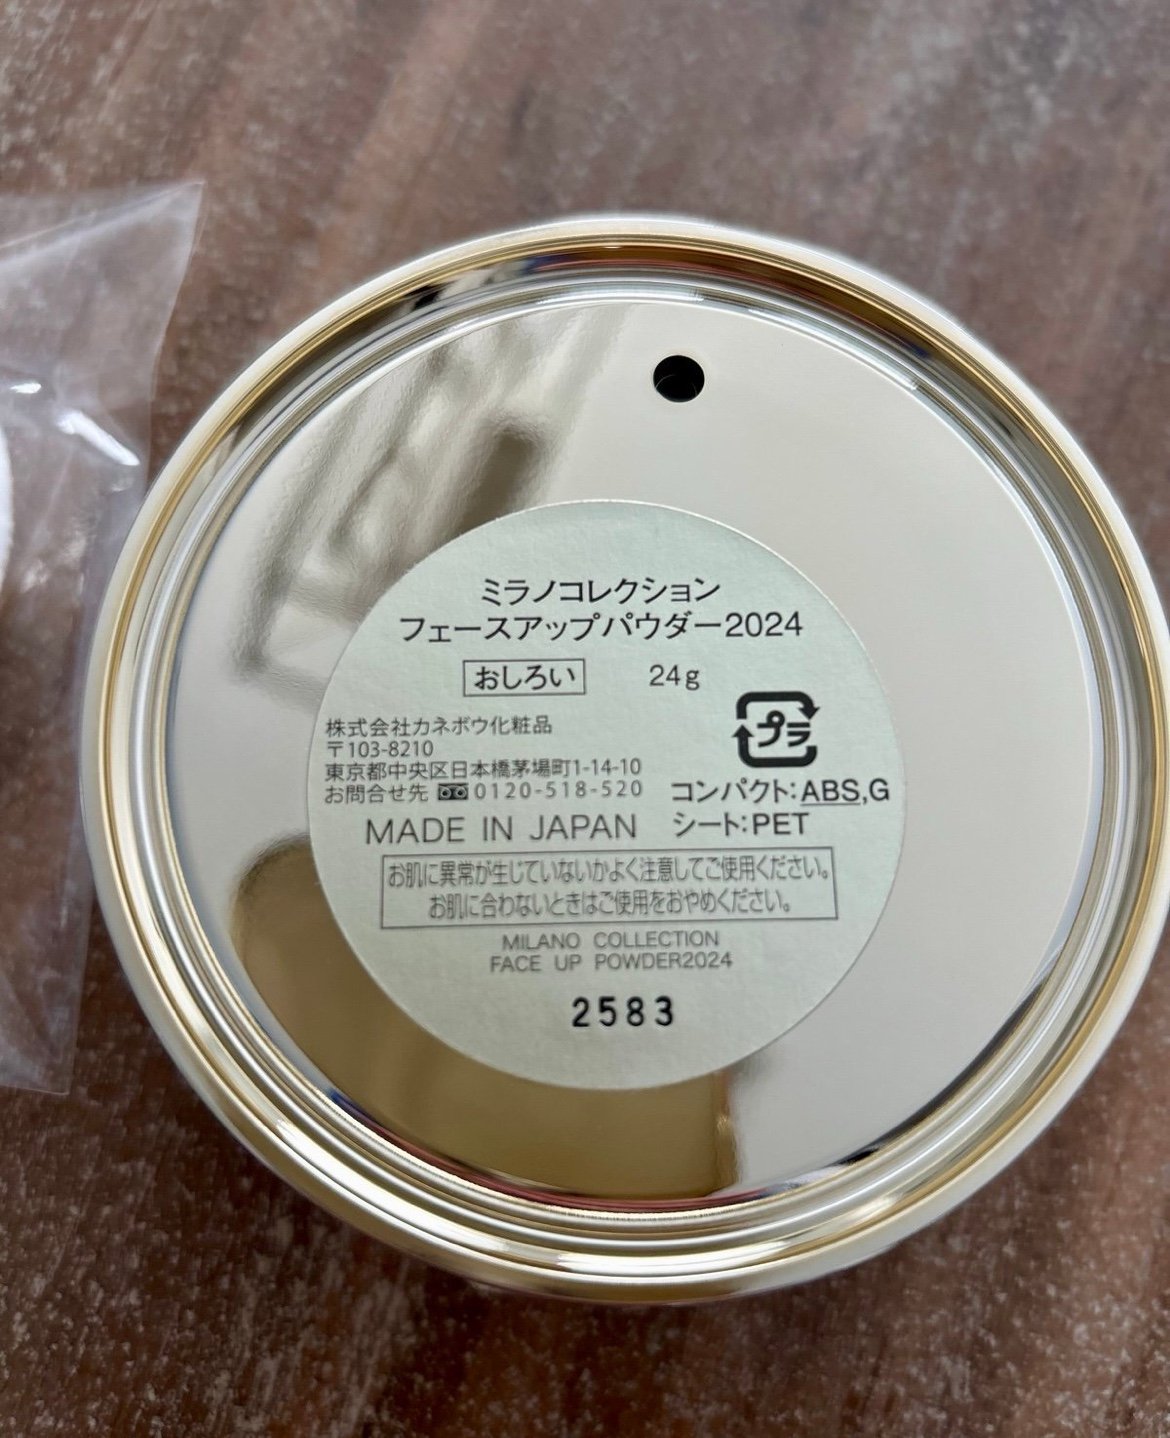 ミラノコレクション
フェースアップパウダー2024
おしろい 24g
プラ
株式会社カネボウ化粧品
〒103-8210
東京都中央区日本橋茅場町1-14-10
お問合せ先 0120-518-520
コンパクト:ABS,G
シート:PET
MADE IN JAPAN
お肌に異常が生じていないかよく注意してご使用ください。
お肌に合わないときはご使用をおやめください。
MILANO COLLECTION
FACE UP POWDER2024
2583